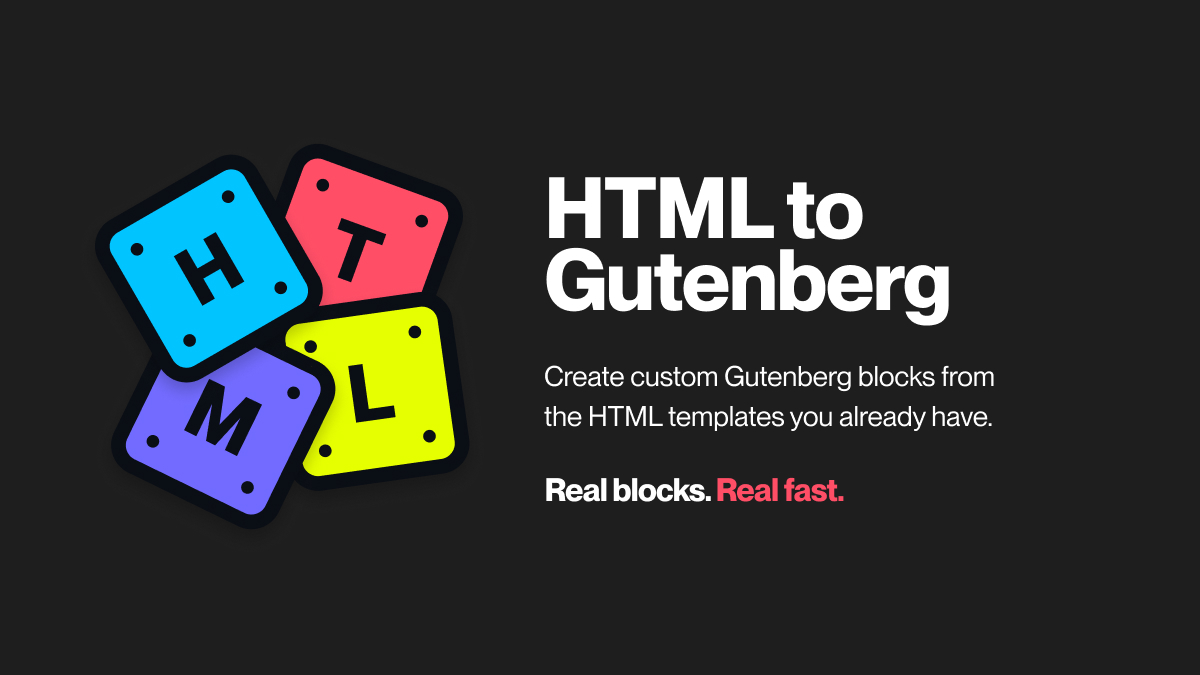 H
T
M
L
HTML to
Gutenberg
Create custom Gutenberg blocks from
the HTML templates you already have.
Real blocks. Real fast.